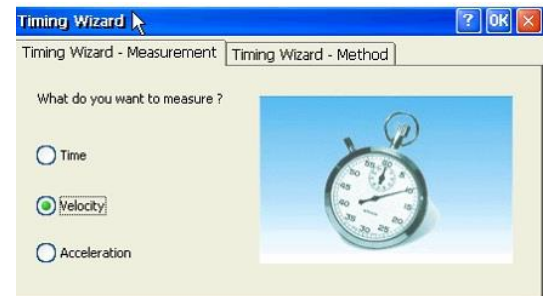 Timing Wizard
? OK X
Timing Wizard - Measurement Timing Wizard - Method
What do you want to measure ?
Time
Velocity
Acceleration